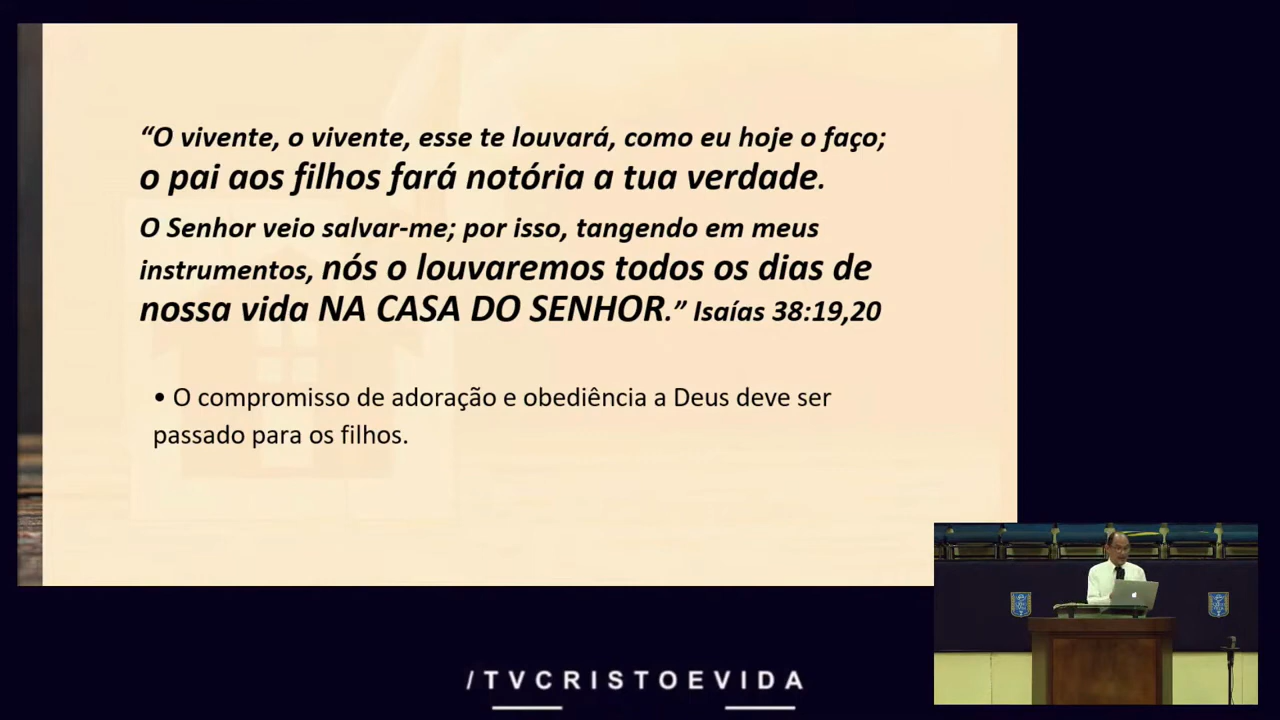 “O vivente, o vivente, esse te louvará, como eu hoje o faço;
o pai aos filhos fará notória a tua verdade.
O Senhor veio salvar-me; por isso, tangendo em meus
instrumentos, nós o louvaremos todos os dias de
nossa vida NA CASA DO SENHOR.” Isaías 38:19,20
• O compromisso de adoração e obediência a Deus deve ser
passado para os filhos.
/TVCRISTOEVIDA